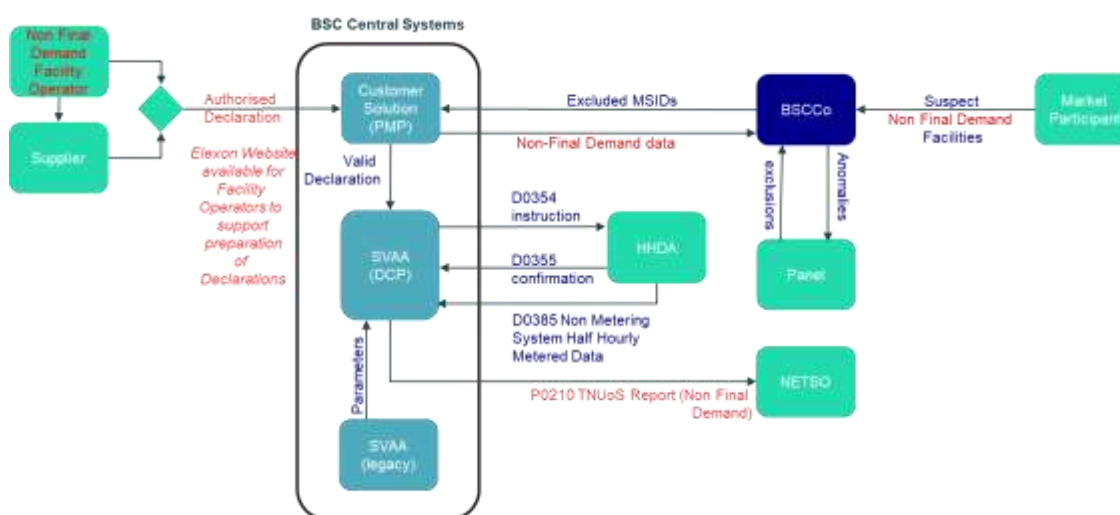 BSC Central Systems
Non Final
Demand
Facility
Operator
Supplier
Authorised
Declaration
Elexon Website
available for
Facility
Operators to
support
preparation
of
Declarations
Customer
Solution
(PMP)
Valid
Declaration
SVAA
(DCP)
Parameters
SVAA
(legacy)
Excluded MSIDs
Non-Final Demand data
D0354
instruction
D0355
confirmation
D0385 Non Metering
System Half Hourly
Metered Data
HHDA
P0210 TNUoS Report (Non Final
Demand)
BSCCo
exclusions
Anomalies
Panel
NETSO
Suspect
Non Final Demand
Facilities
Market
Participant